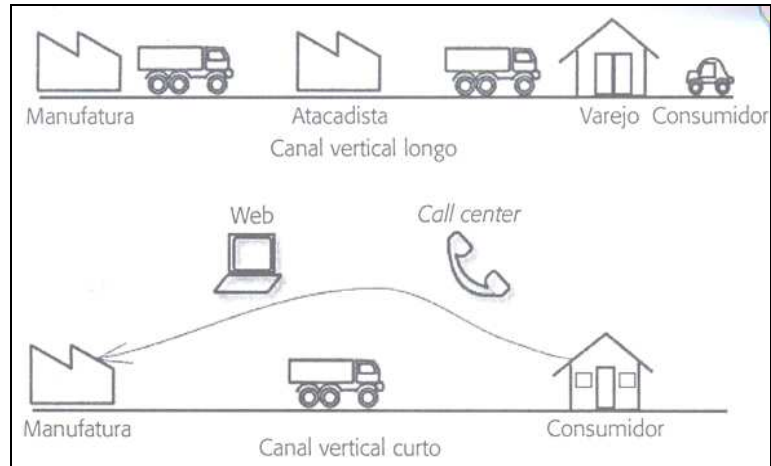 Manufatura Atacadista Varejo Consumidor
Canal vertical longo
Web Call center
Manufatura Consumidor
Canal vertical curto